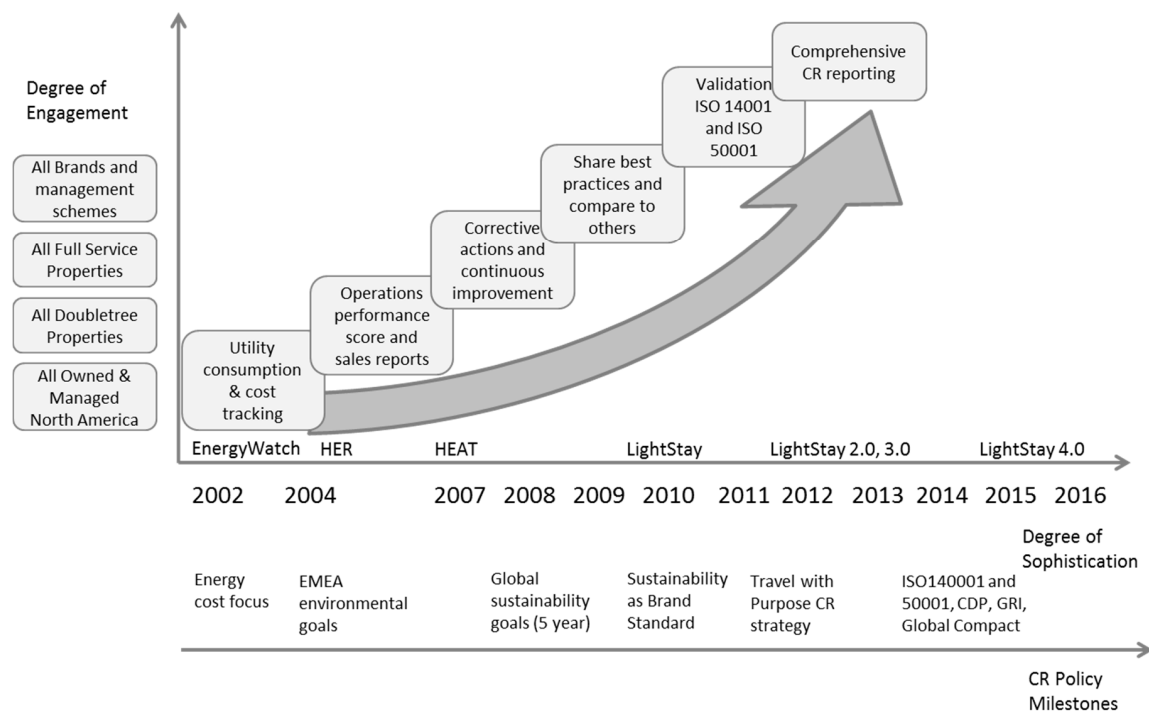 Degree of
Engagement
All Brands and
management
schemes
All Full Service
Properties
All Doubletree
Properties
All Owned &
Managed
North America
Comprehensive
CR reporting
Validation
ISO 14001
and ISO
50001
Share best
practices and
compare to
others
Corrective
actions and
continuous
improvement
Operations
performance
score and
sales reports
Utility
consumption
& cost
tracking
EnergyWatch
HER
HEAT
LightStay
LightStay 2.0, 3.0
LightStay 4.0
2002
2004
2007
2008
2009
2010
2011
2012
2013
2014
2015
2016
Degree of
Sophistication
Energy
cost focus
EMEA
environmental
goals
Global
sustainability
goals (5 year)
Sustainability
as Brand
Standard
Travel with
Purpose CR
strategy
ISO140001 and
50001, CDP, GRI,
Global Compact
CR Policy
Milestones